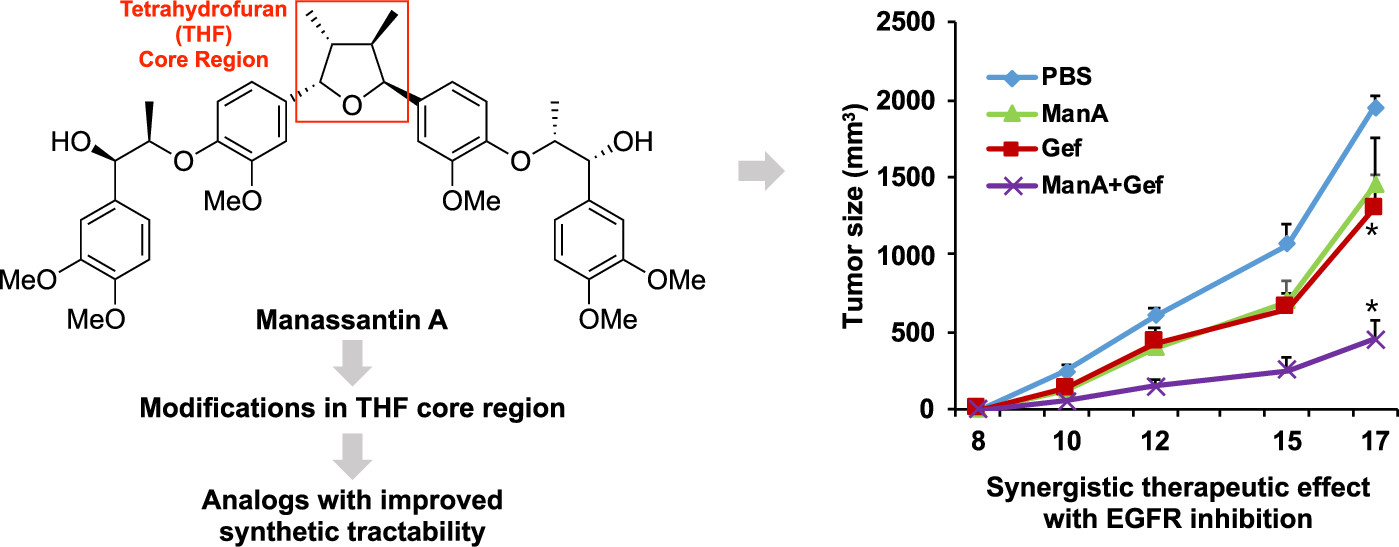 Tetrahydrofuran
(THF)
Core Region
O
HO
O
MeO
MeO
MeO
O
OH
OMe
OMe
OMe
Manassantin A
Modifications in THF core region
Analogs with improved
synthetic tractability
Tumor size (mm³)
2500
2000
1500
1000
500
0
PBS
ManA
Gef
ManA+Gef
*
*
8 10 12 15 17
Synergistic therapeutic effect
with EGFR inhibition